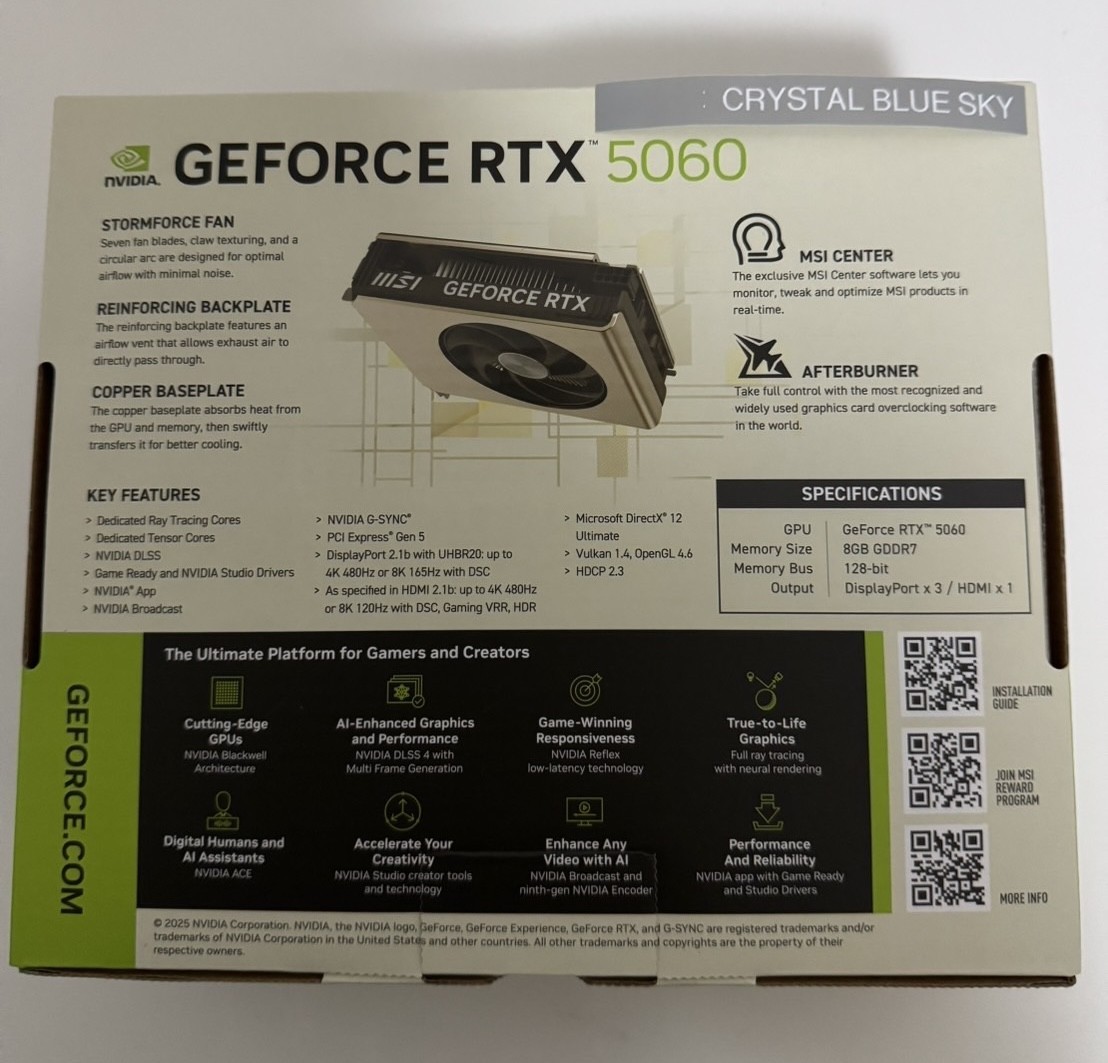 CRYSTAL BLUE SKY
NVIDIA.
GEFORCE RTX™ 5060
STORMFORCE FAN
Seven fan blades, claw texturing, and a
circular arc are designed for optimal
airflow with minimal noise.
REINFORCING BACKPLATE
The reinforcing backplate features an
airflow vent that allows exhaust air to
directly pass through.
COPPER BASEPLATE
The copper baseplate absorbs heat from
the GPU and memory, then swiftly
transfers it for better cooling.
msi
GEFORCE RTX
MSI CENTER
The exclusive MSI Center software lets you
monitor, tweak and optimize MSI products in
real-time.
AFTERBURNER
Take full control with the most recognized and
widely used graphics card overclocking software
in the world.
KEY FEATURES
> Dedicated Ray Tracing Cores
> Dedicated Tensor Cores
> NVIDIA DLSS
> Game Ready and NVIDIA Studio Drivers
> NVIDIA® App
> NVIDIA Broadcast
> NVIDIA G-SYNC®
> PCI Express® Gen 5
> DisplayPort 2.1b with UHBR20: up to
4K 480Hz or 8K 165Hz with DSC
> As specified in HDMI 2.1b: up to 4K 480Hz
or 8K 120Hz with DSC, Gaming VRR, HDR
> Microsoft DirectX® 12
Ultimate
> Vulkan 1.4, OpenGL 4.6
> HDCP 2.3
SPECIFICATIONS
GPU GeForce RTX™ 5060
Memory Size 8GB GDDR7
Memory Bus 128-bit
Output DisplayPort x 3 / HDMI x 1
GEFORCE.COM
The Ultimate Platform for Gamers and Creators
Cutting-Edge
GPUs
NVIDIA Blackwell
Architecture
AI-Enhanced Graphics
and Performance
NVIDIA DLSS 4 with
Multi Frame Generation
Game-Winning
Responsiveness
NVIDIA Reflex
low-latency technology
True-to-Life
Graphics
Full ray tracing
with neural rendering
Digital Humans and
AI Assistants
NVIDIA ACE
Accelerate Your
Creativity
NVIDIA Studio creator tools
and technology
Enhance Any
Video with AI
NVIDIA Broadcast and
ninth-gen NVIDIA Encoder
Performance
And Reliability
NVIDIA app with Game Ready
and Studio Drivers
INSTALLATION
GUIDE
JOIN MSI
REWARD
PROGRAM
MORE INFO
© 2025 NVIDIA Corporation. NVIDIA, the NVIDIA logo, GeForce, GeForce Experience, GeForce RTX, and G-SYNC are registered trademarks and/or
trademarks of NVIDIA Corporation in the United States and other countries. All other trademarks and copyrights are the property of their
respective owners.